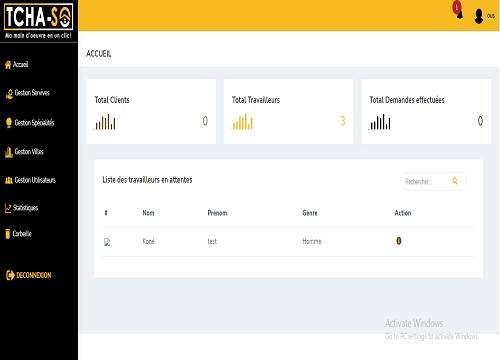 TCHA-SO
Ma main d'oeuvre en un clic!
1
ous
Accueil
Gestion Services
Gestion Spécialités
Gestion Villes
Gestion Utilisateurs
Statistiques
Corbeille
DECONNEXION
ACCUEIL
Total Clients
0
Total Travailleurs
3
Total Demandes effectuées
0
Liste des travailleurs en attentes
Rechercher...
# Nom Prenom Genre Action
Koné test Homme
Activate Windows
Go to PC settings to activate Windows.